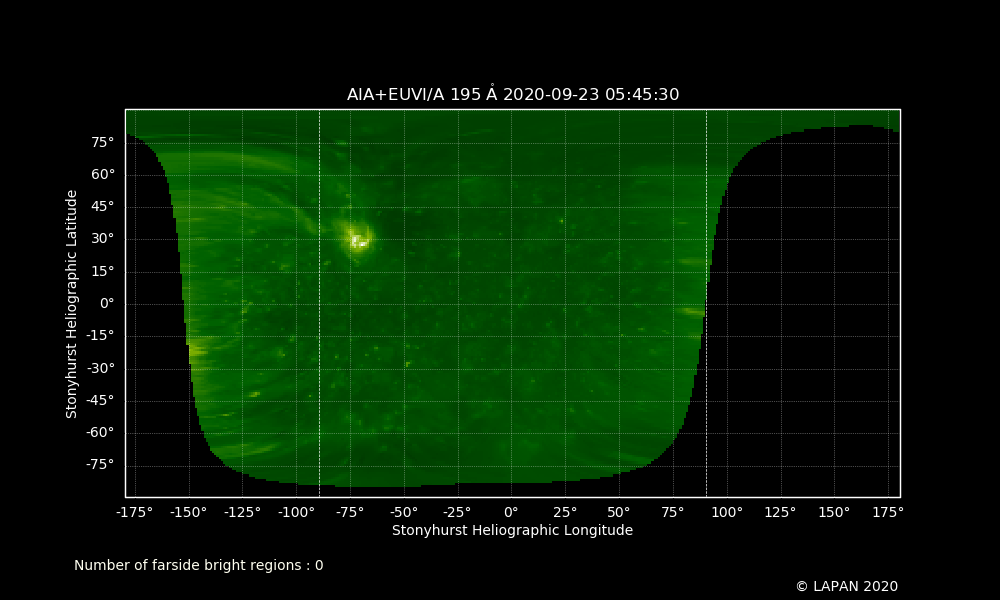 AIA+EUVI/A 195 Å 2020-09-23 05:45:30
75°
60°
45°
30°
15°
0°
-15°
-30°
-45°
-60°
-75°
Stonyhurst Heliographic Latitude
-175° -150° -125° -100° -75° -50° -25° 0° 25° 50° 75° 100° 125° 150° 175°
Stonyhurst Heliographic Longitude
Number of farside bright regions : 0
© LAPAN 2020